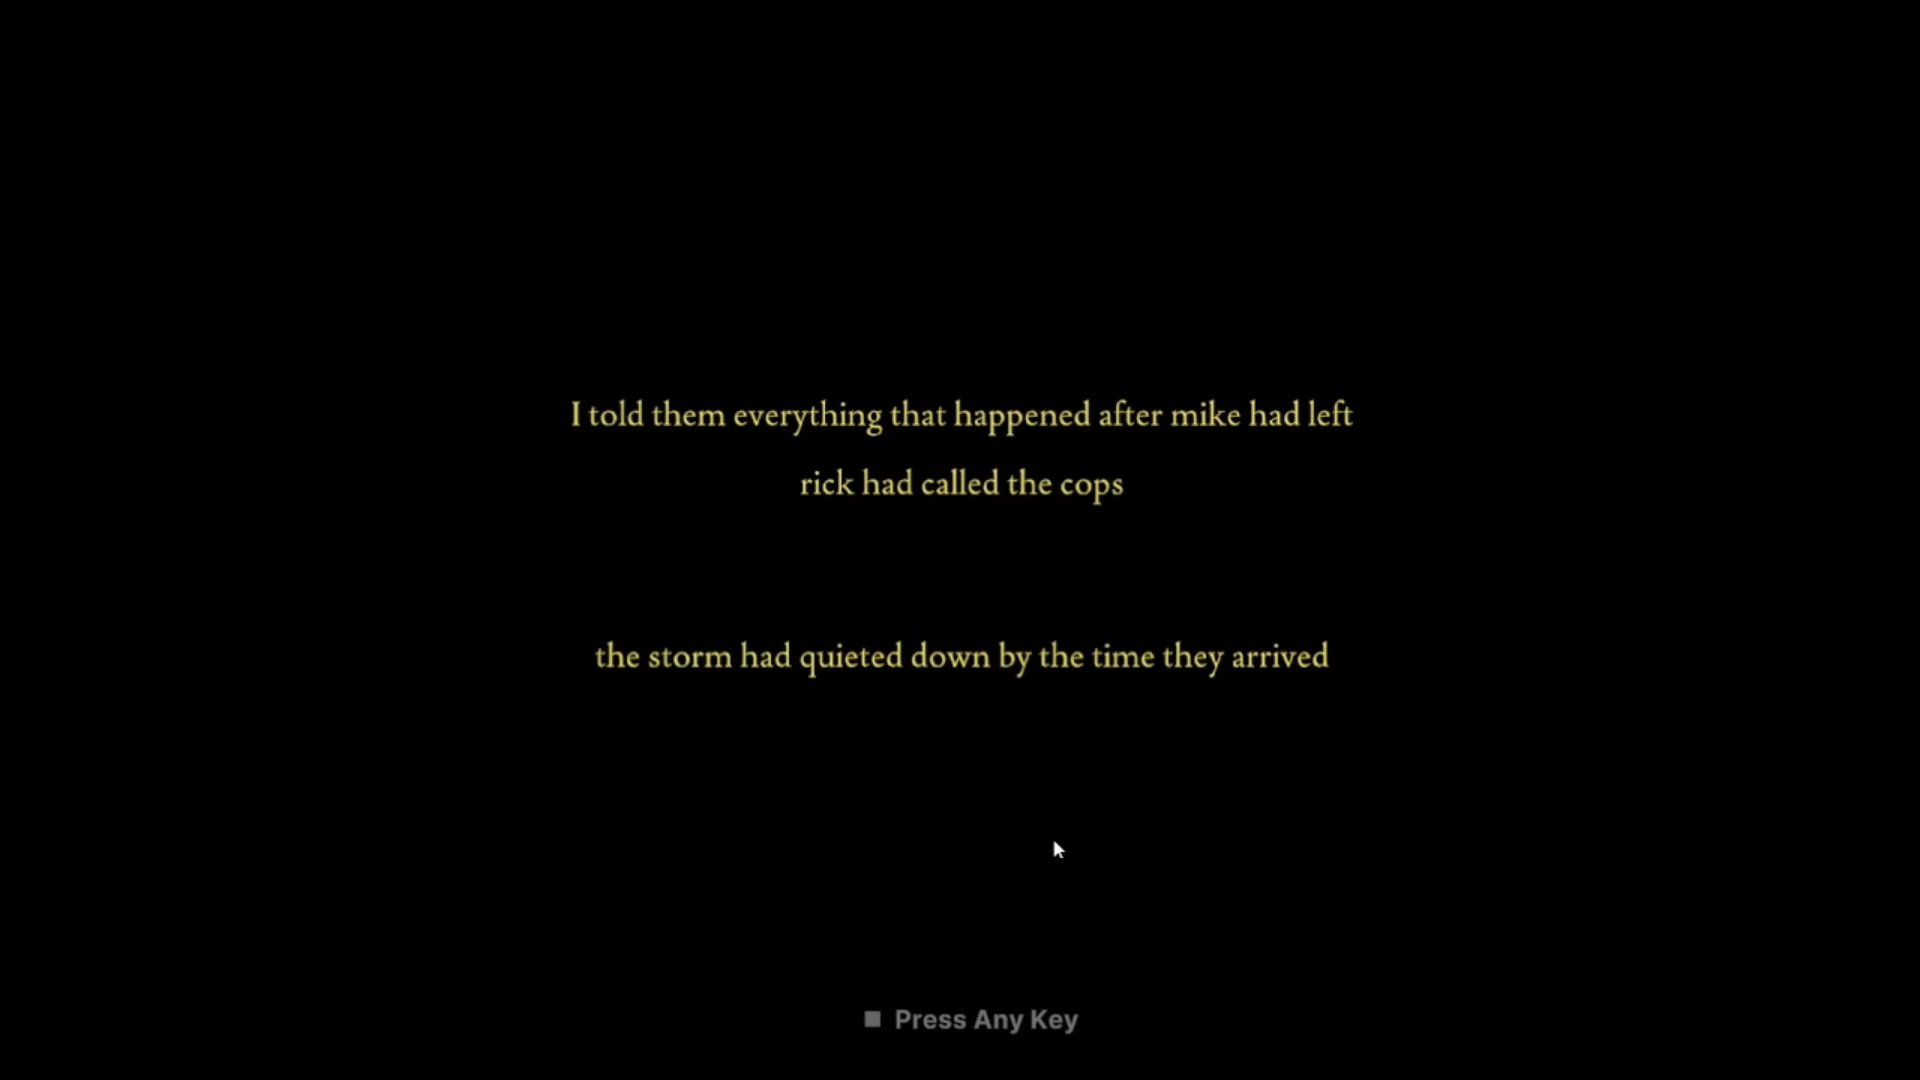 I told them everything that happened after mike had left
rick had called the cops
the storm had quieted down by the time they arrived
Press Any Key